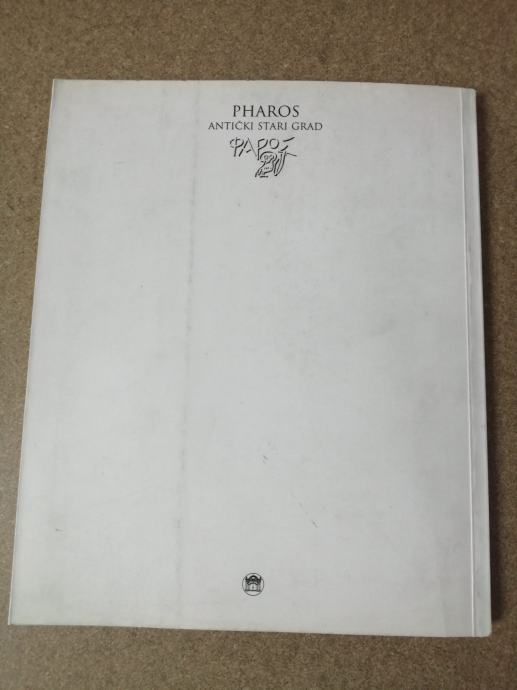 PHAROS
ANTIČKI STARI GRAD
ΦΑΡΟΣ